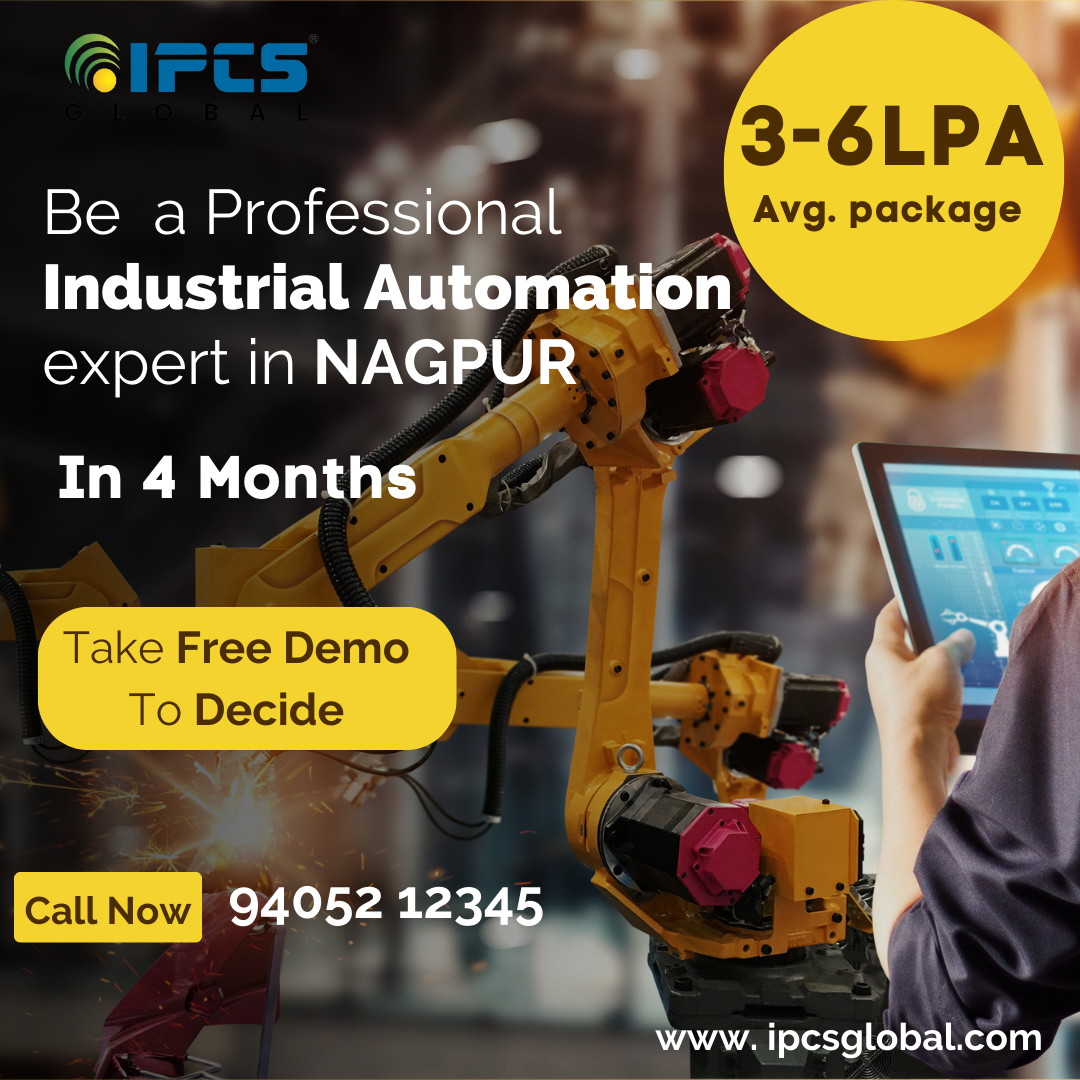 IPCS®
GLOBAL
3-6LPA
Avg. package
Be a Professional
Industrial Automation
expert in NAGPUR
In 4 Months
Take Free Demo
To Decide
Call Now 94052 12345
www. ipcsglobal.com